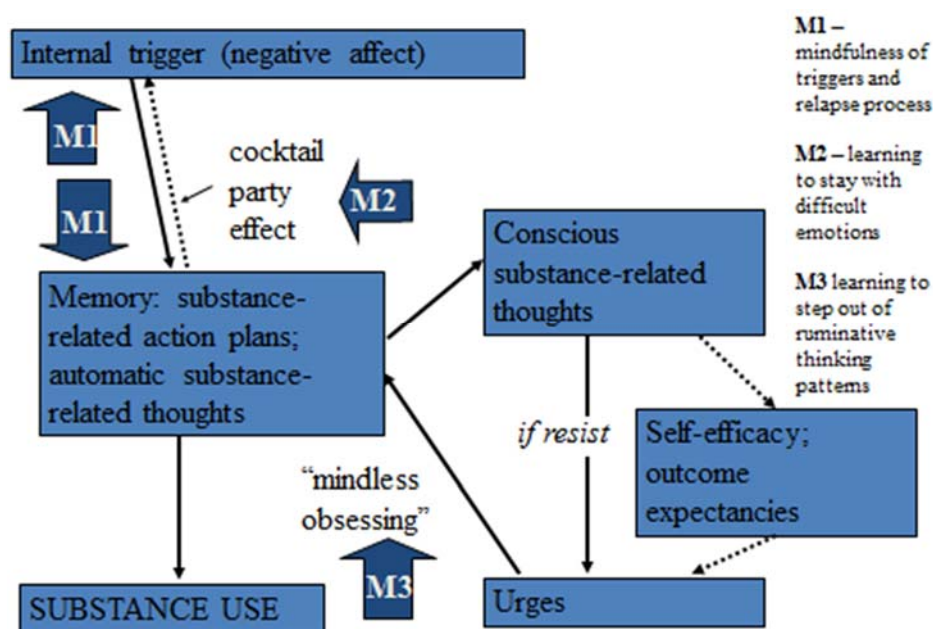 Internal trigger (negative affect)
M1
M1
cocktail
party
effect
M2
Memory: substance-
related action plans;
automatic substance-
related thoughts
Conscious
substance-related
thoughts
if resist
Self-efficacy;
outcome
expectancies
“mindless
obsessing”
M3
SUBSTANCE USE
Urges
M1 –
mindfulness of
triggers and
relapse process
M2 – learning
to stay with
difficult
emotions
M3 learning to
step out of
ruminative
thinking
patterns